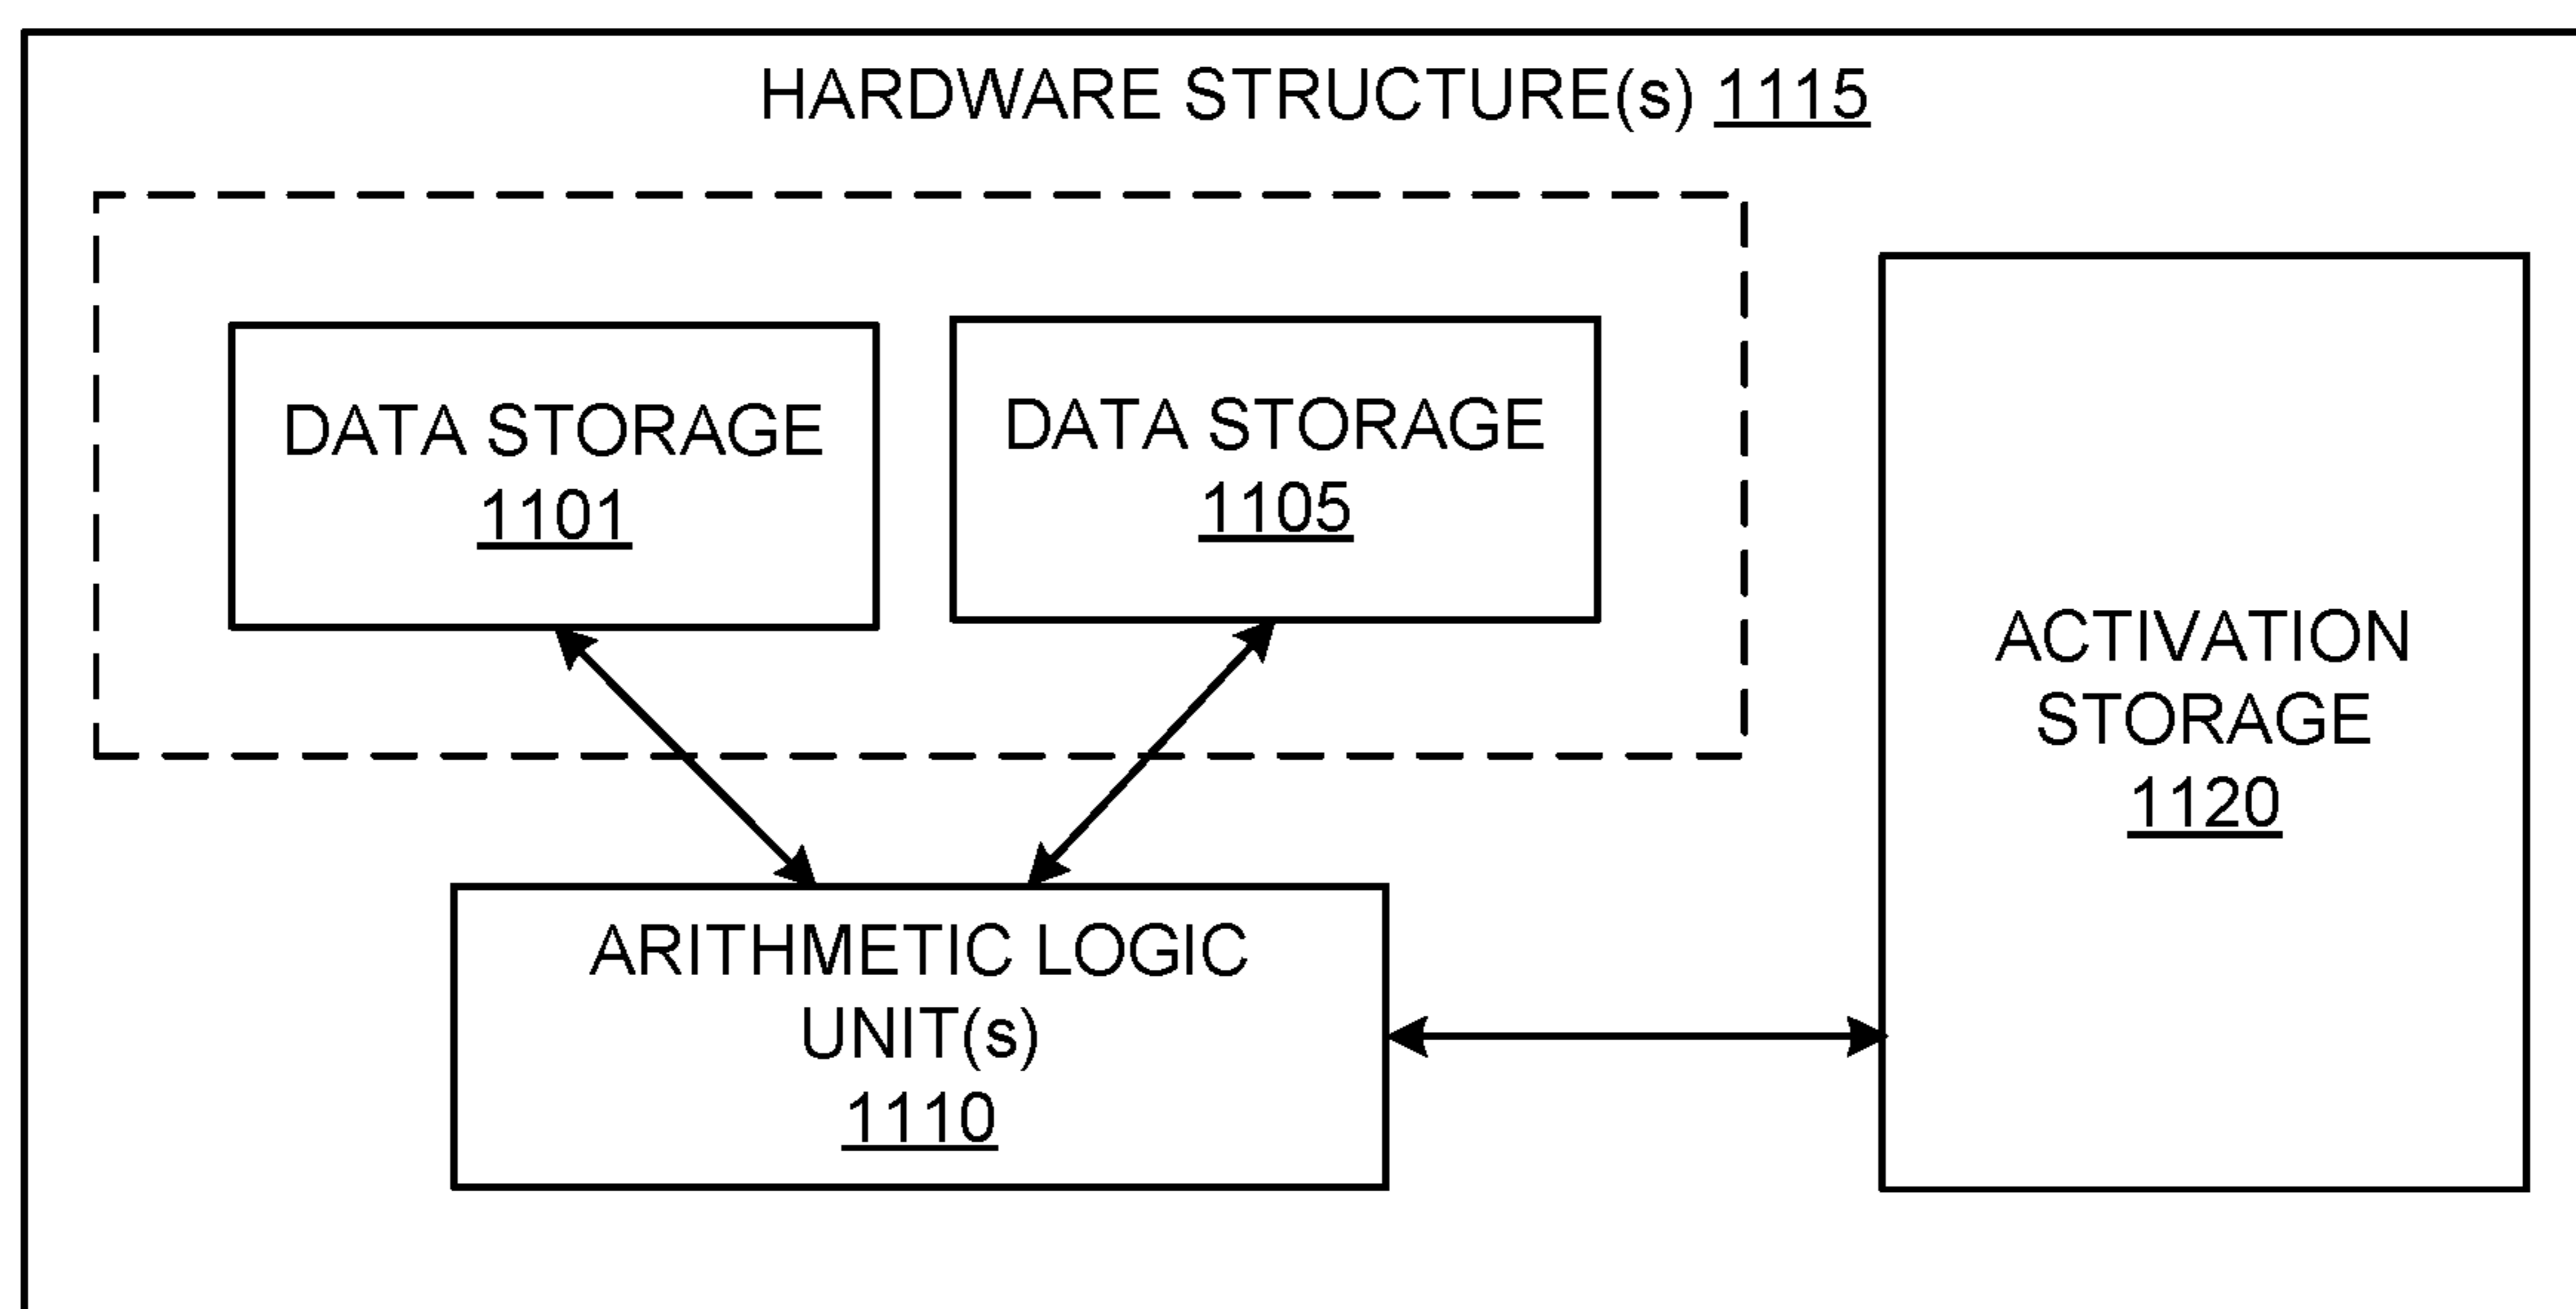 HARDWARE STRUCTURE(s) 1115
DATA STORAGE
1101
DATA STORAGE
1105
ACTIVATION
STORAGE
1120
ARITHMETIC LOGIC
UNIT(s)
1110